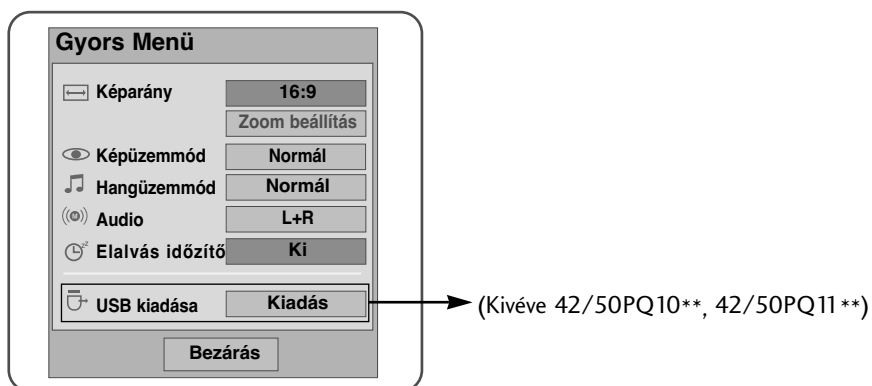 Gyors Menü
Képarány 16:9
Zoom beállítás
Képüzemmód Normál
Hangüzemmód Normál
Audio L+R
Elalvás időzítő Ki
USB kiadása Kiadás
(Kivéve 42/50PQ10**, 42/50PQ11**)
Bezárás